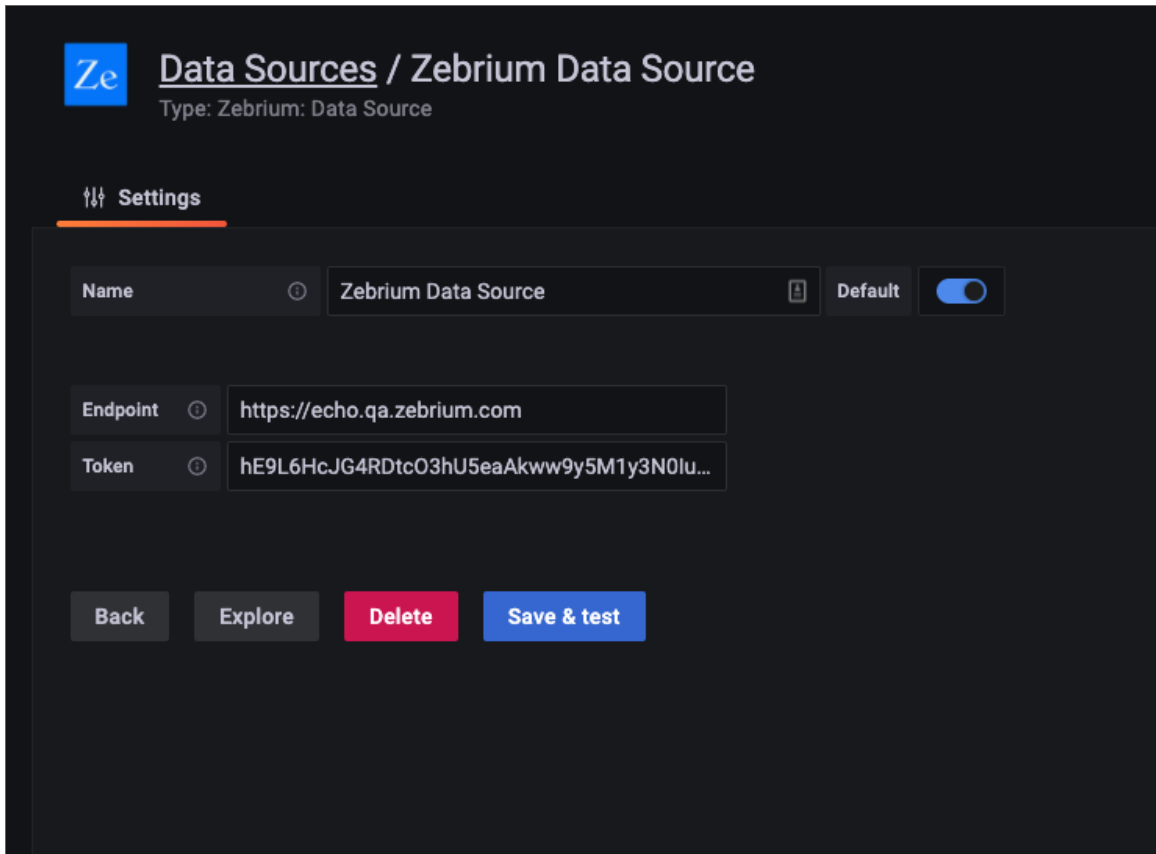 Ze
Data Sources / Zebrium Data Source
Type: Zebrium: Data Source
Settings
Name Zebrium Data Source Default
Endpoint https://echo.qa.zebrium.com
Token hE9L6HcJG4RDtcO3hU5eaAkww9y5M1y3N0lu...
Back Explore Delete Save & test